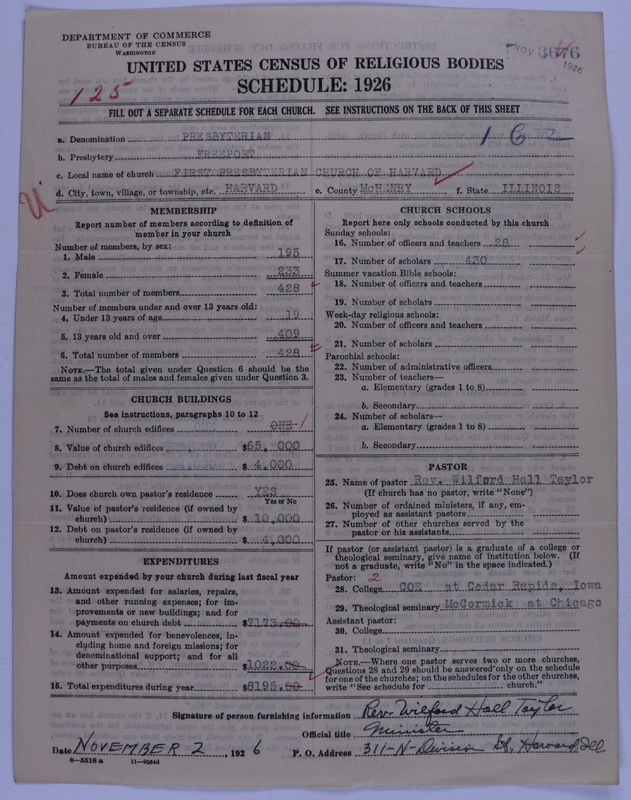 DEPARTMENT OF COMMERCE
BUREAU OF THE CENSUS
WASHINGTON
NOV 1926
3676
UNITED STATES CENSUS OF RELIGIOUS BODIES
SCHEDULE: 1926
125
FILL OUT A SEPARATE SCHEDULE FOR EACH CHURCH. SEE INSTRUCTIONS ON THE BACK OF THIS SHEET
a. Denomination PRESBYTERIAN
b. Presbytery FREEPORT
c. Local name of church FIRST PRESBYTERIAN CHURCH OF HARVARD
d. City, town, village, or township, etc. HARVARD e. County McHENRY f. State ILLINOIS
MEMBERSHIP
Report number of members according to definition of
member in your church
Number of members, by sex:
1. Male 195
2. Female 233
3. Total number of members 428
Number of members under and over 13 years old:
4. Under 13 years of age 19
5. 13 years old and over 409
6. Total number of members 428
NOTE.—The total given under Question 6 should be
same as the total of males and females given under Question 3.
CHURCH BUILDINGS
See instructions, paragraphs 10 to 12
7. Number of church edifices ONE 1
8. Value of church edifices $65,000
9. Debt on church edifices $4,000
10. Does church own pastor's residence YES
Yes or No
11. Value of pastor's residence (if owned by
church) $10,000
12. Debt on pastor's residence (if owned by
church) $4,000
EXPENDITURES
Amount expended by your church during last fiscal year
13. Amount expended for salaries, repairs,
and other running expenses; for im-
provements or new buildings; and for
payments on church debt $7173.00
14. Amount expended for benevolences, in-
cluding home and foreign missions; for
denominational support; and for all
other purposes $1022.00
15. Total expenditures during year $8195.00
CHURCH SCHOOLS
Report here only schools conducted by this church
Sunday schools:
16. Number of officers and teachers 28
17. Number of scholars 430
Summer vacation Bible schools:
18. Number of officers and teachers
19. Number of scholars
Week-day religious schools:
20. Number of officers and teachers
21. Number of scholars
Parochial schools:
22. Number of administrative officers
23. Number of teachers—
a. Elementary (grades 1 to 8)
b. Secondary
24. Number of scholars—
a. Elementary (grades 1 to 8)
b. Secondary
PASTOR
25. Name of pastor Rev. Wilford Hall Taylor
(If church has no pastor, write "None")
26. Number of ordained ministers, if any, em-
ployed as assistant pastors
27. Number of other churches served by the
pastor or his assistants
If pastor (or assistant pastor) is a graduate of a college or
theological seminary, give name of institution below. (If
not a graduate, write "No" in the space indicated.)
Pastor: 2
28. College COE at Cedar Rapids, Iowa
29. Theological seminary McCormick at Chicago
Assistant pastor:
30. College
31. Theological seminary
NOTE.—Where one pastor serves two or more churches,
Questions 28 and 29 should be answered only on the schedule
for one of the churches; on the schedules for the other churches,
write "See schedule for church."
Signature of person furnishing information Rev. Wilford Hall Taylor
Official title Minister
Date NOVEMBER 2, 1926 P. O. Address 311-N-Division St, Harvard, Ill
8—5518 a